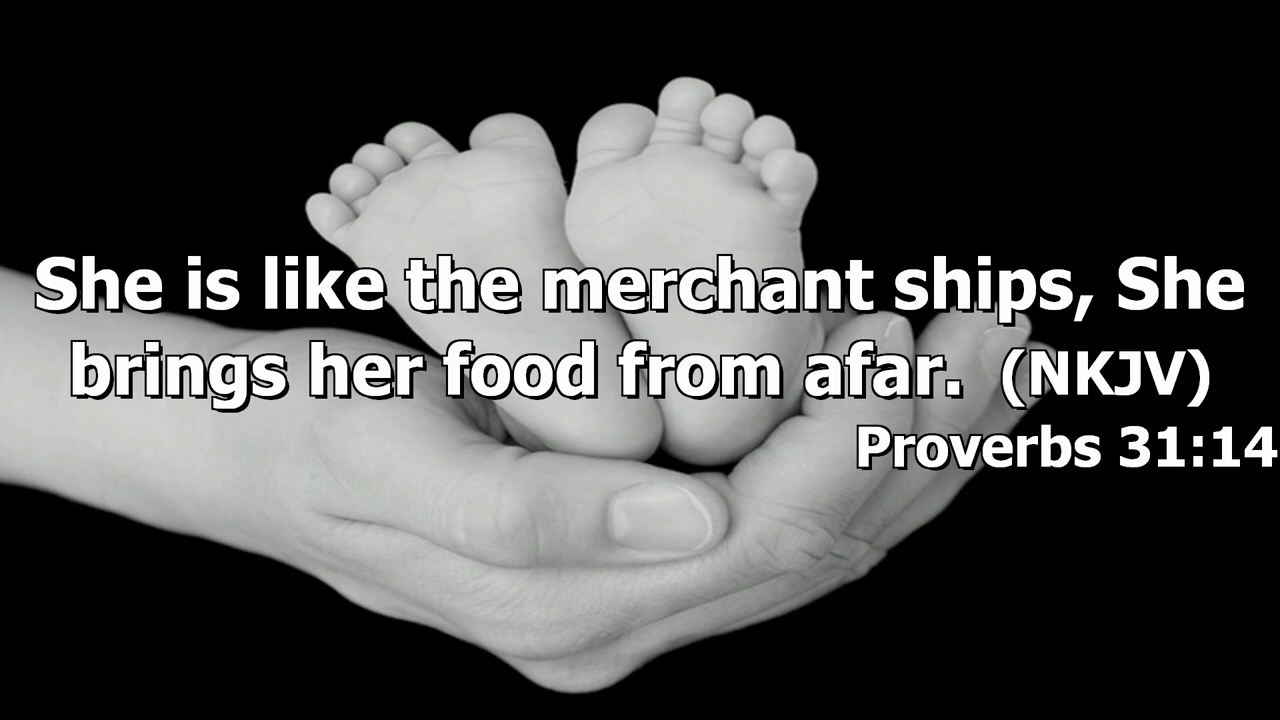 She is like the merchant ships, She
brings her food from afar. (NKJV)
Proverbs 31:14